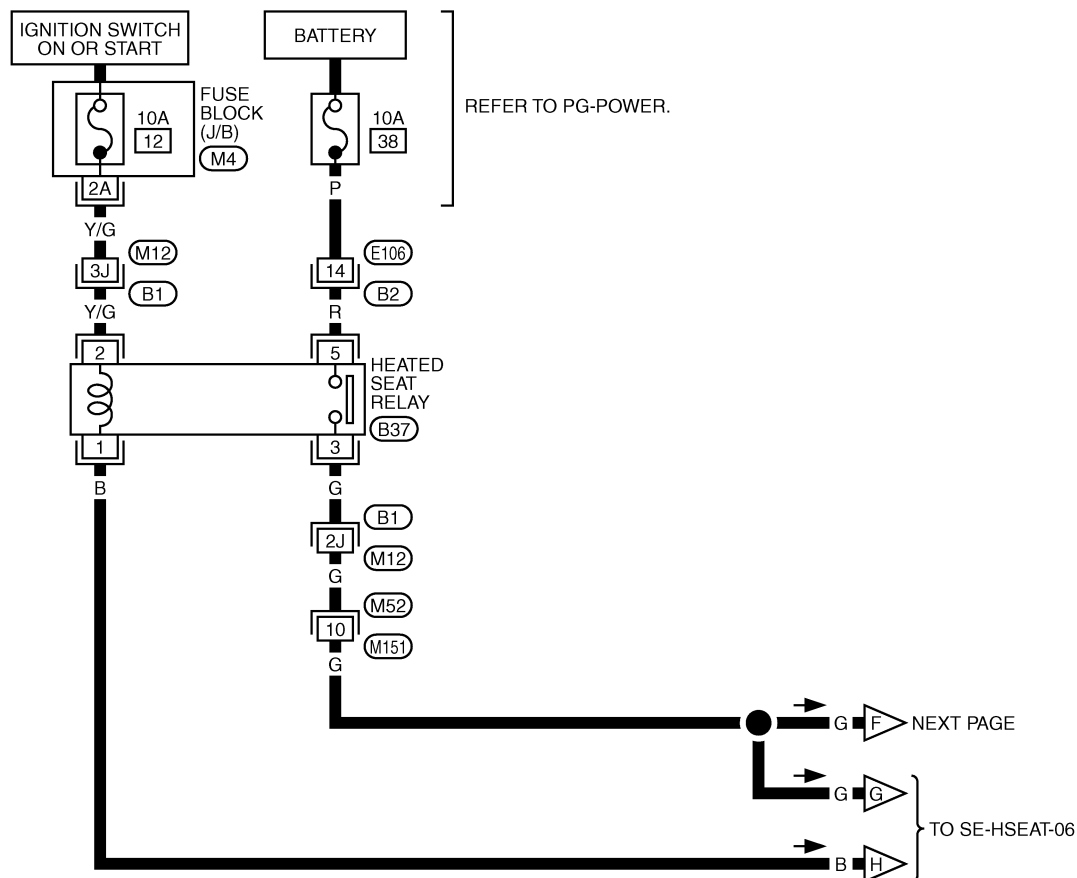 IGNITION SWITCH
ON OR START
BATTERY
FUSE
BLOCK
(J/B)
M4
10A
12
10A
38
REFER TO PG-POWER.
2A
P
Y/G
M12
E106
3J
14
B1
B2
Y/G
R
2
5
HEATED
SEAT
RELAY
B37
1
3
B
G
B1
2J
M12
G
M52
10
M151
G
G
F
NEXT PAGE
G
G
TO SE-HSEAT-06
B
H